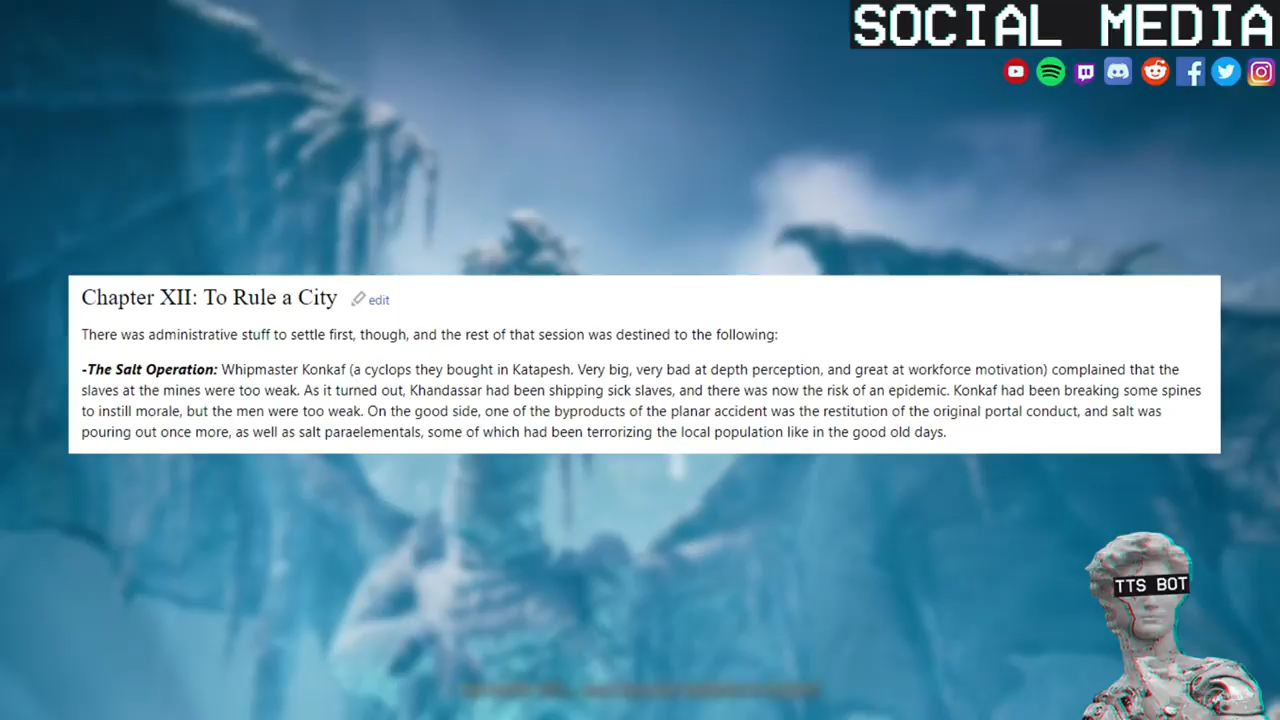 SOCIAL MEDIA
Chapter XII: To Rule a City edit
There was administrative stuff to settle first, though, and the rest of that session was destined to the following:
-The Salt Operation: Whipmaster Konkaf (a cyclops they bought in Katapesh. Very big, very bad at depth perception, and great at workforce motivation) complained that the
slaves at the mines were too weak. As it turned out, Khandassar had been shipping sick slaves, and there was now the risk of an epidemic. Konkaf had been breaking some spines
to instill morale, but the men were too weak. On the good side, one of the byproducts of the planar accident was the restitution of the original portal conduct, and salt was
pouring out once more, as well as salt paraelementals, some of which had been terrorizing the local population like in the good old days.
TTS BOT